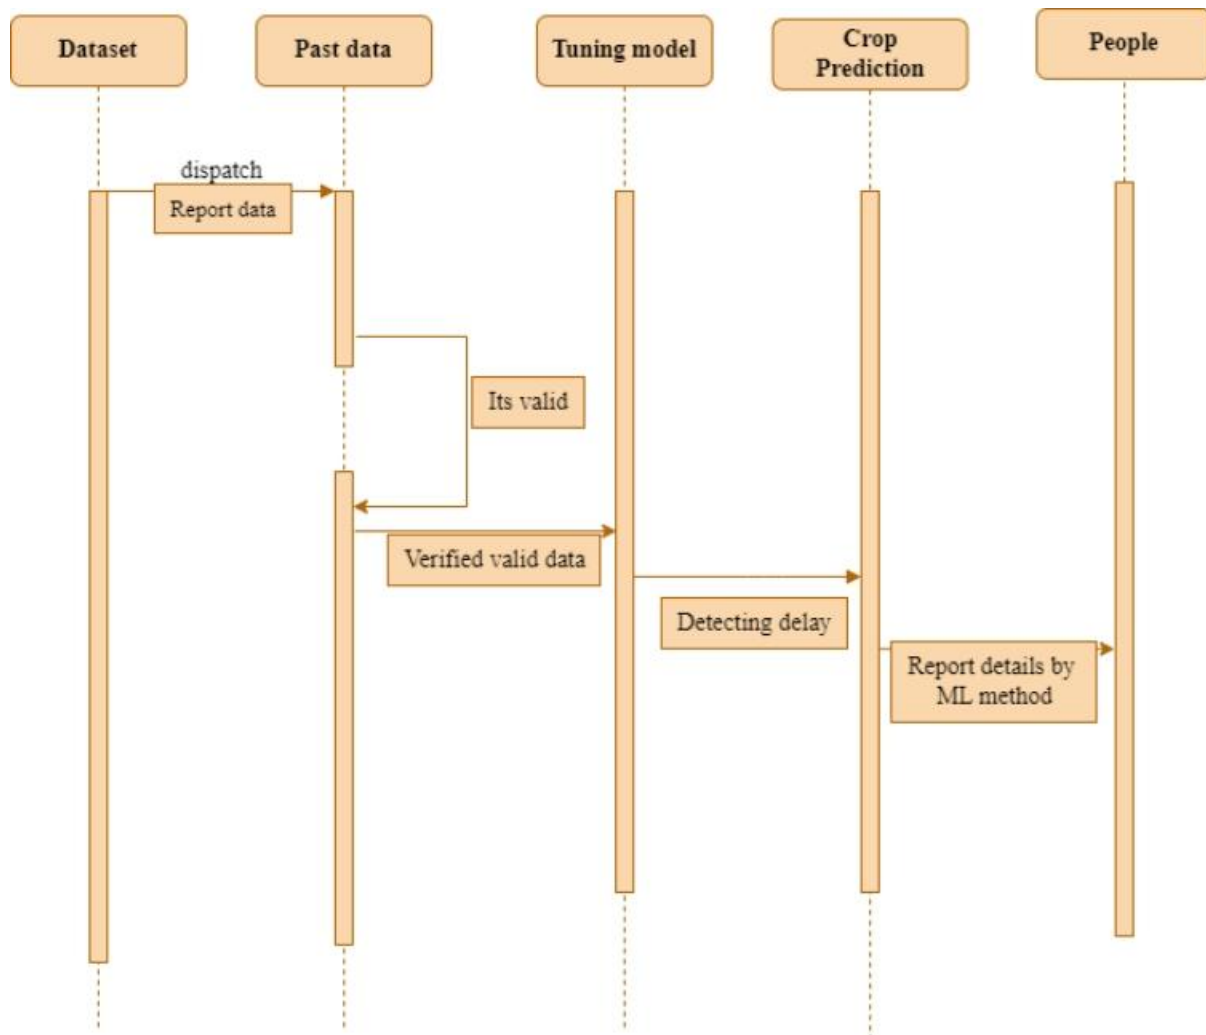 Dataset
Past data
Tuning model
Crop
Prediction
People
dispatch
Report data
Its valid
Verified valid data
Detecting delay
Report details by
ML method